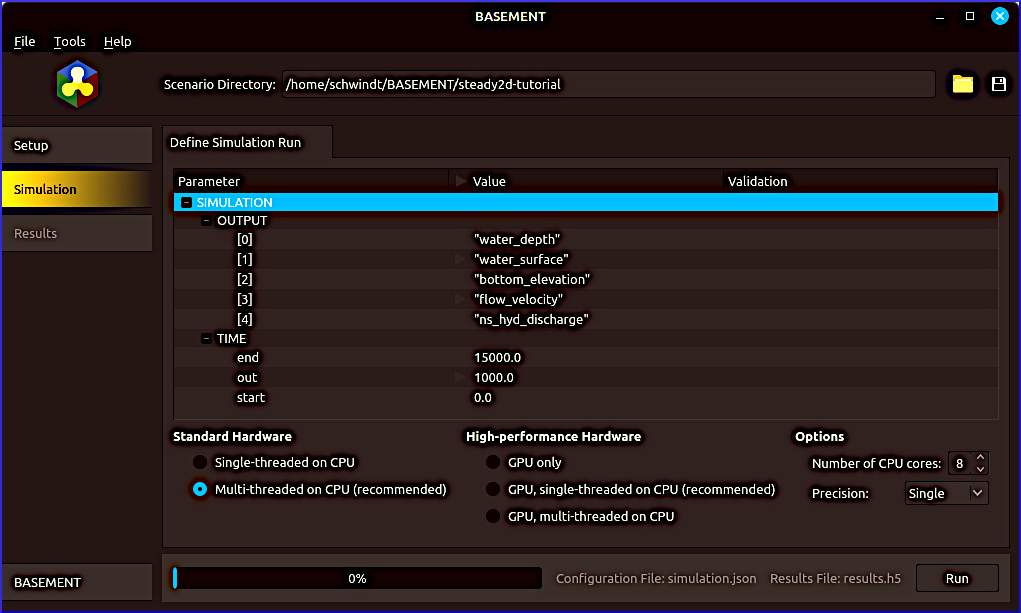 BASEMENT
File Tools Help
Scenario Directory: /home/schwindt/BASEMENT/steady2d-tutorial
Setup
Simulation
Results
BASEMENT
Define Simulation Run
Parameter Value Validation
SIMULATION
OUTPUT
[0] "water_depth"
[1] "water_surface"
[2] "bottom_elevation"
[3] "flow_velocity"
[4] "ns_hyd_discharge"
TIME
end 15000.0
out 1000.0
start 0.0
Standard Hardware
Single-threaded on CPU
Multi-threaded on CPU (recommended)
High-performance Hardware
GPU only
GPU, single-threaded on CPU (recommended)
GPU, multi-threaded on CPU
Options
Number of CPU cores: 8
Precision: Single
0% Configuration File: simulation.json Results File: results.h5 Run